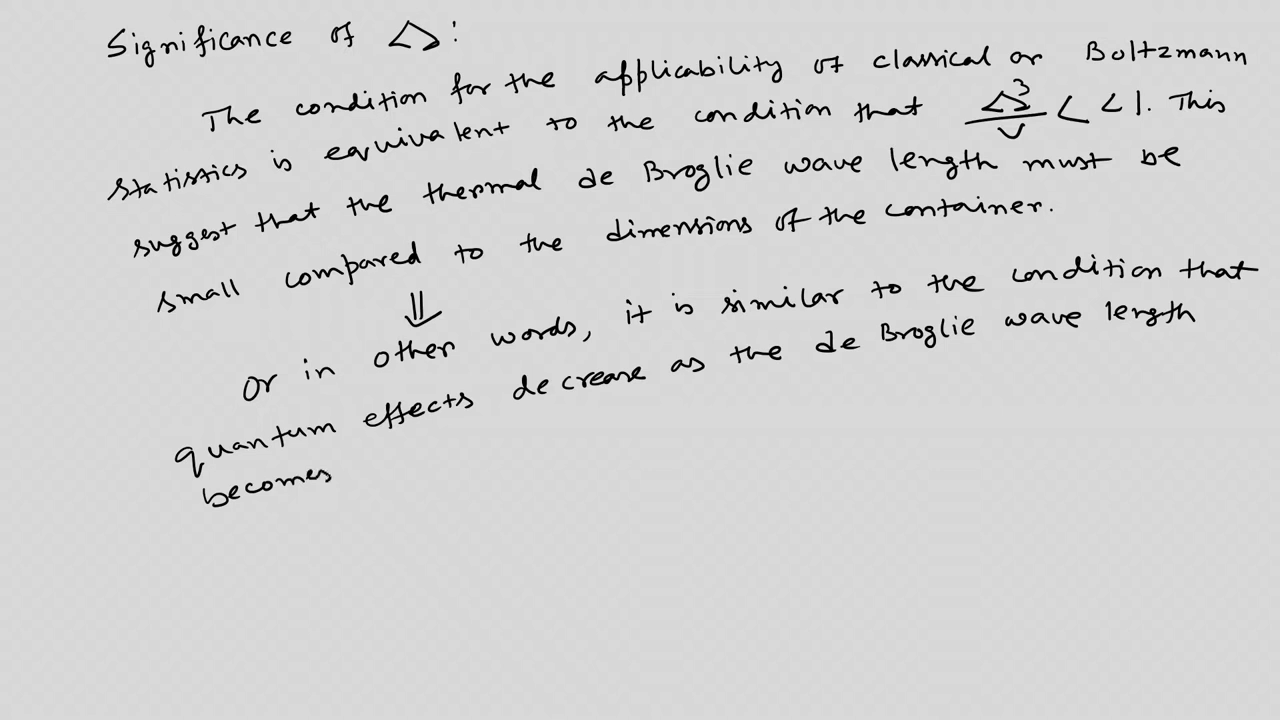 Significance of Λ:
The condition for the applicability of classical or Boltzmann
statistics is equivalent to the condition that Λ³/V << 1. This
suggest that the thermal de Broglie wave length must be
small compared to the dimensions of the container.
⇓
Or in other words, it is similar to the condition that
quantum effects decrease as the de Broglie wave length
becomes